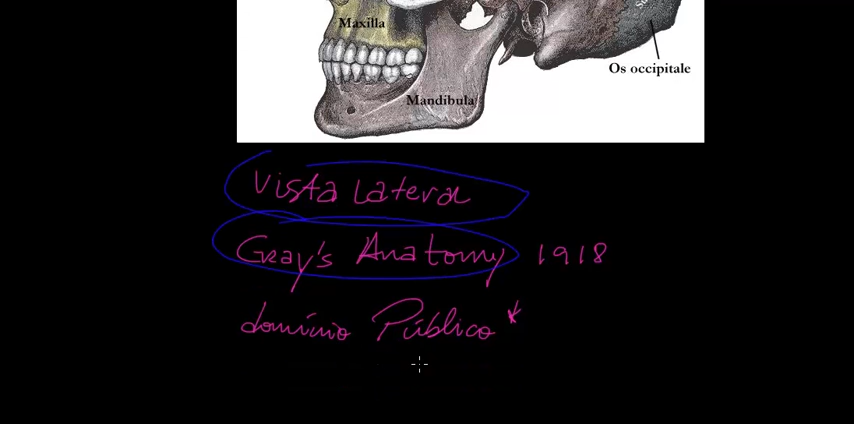 Maxilla
Os occipitale
Mandibula
Vista Lateral
Gray's Anatomy 1918
domínio Público *